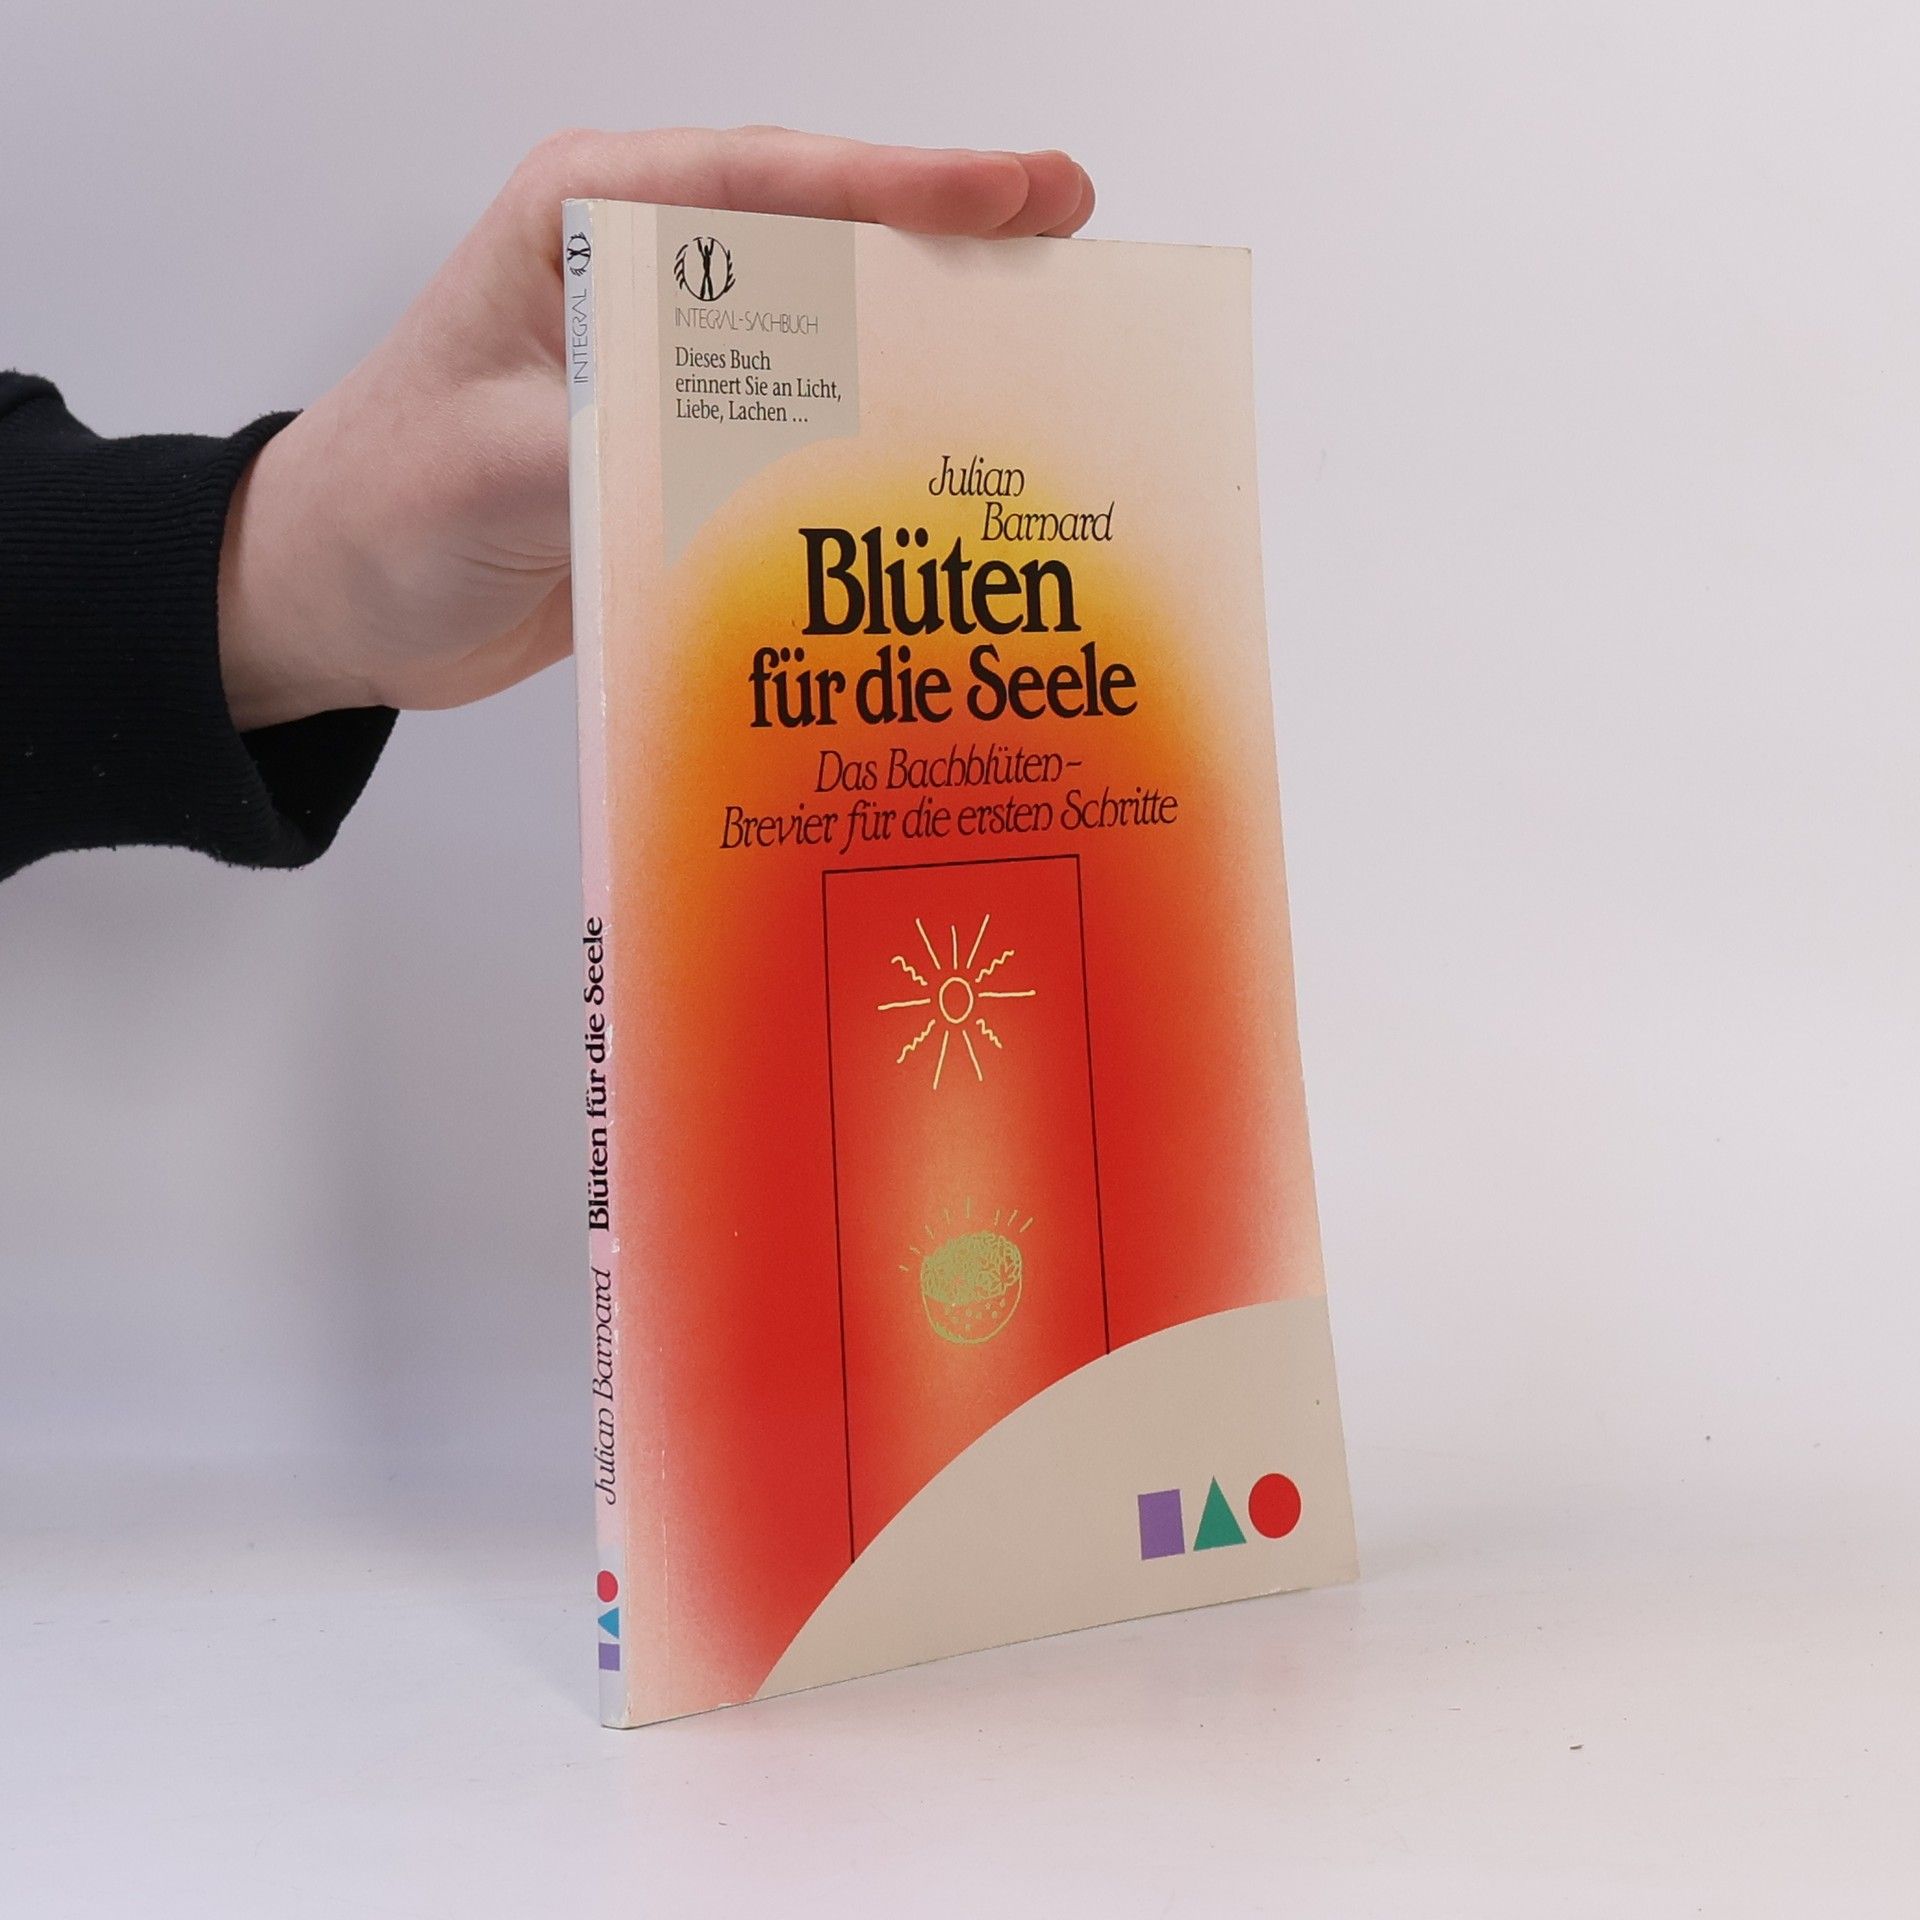 INTEGRAL-SACHBUCH
Dieses Buch
erinnert Sie an Licht,
Liebe, Lachen ...
Julian
Barnard
Blüten
für die Seele
Das Bachblüten-
Brevier für die ersten Schritte
INTEGRAL
Julian Barnard Blüten für die Seele